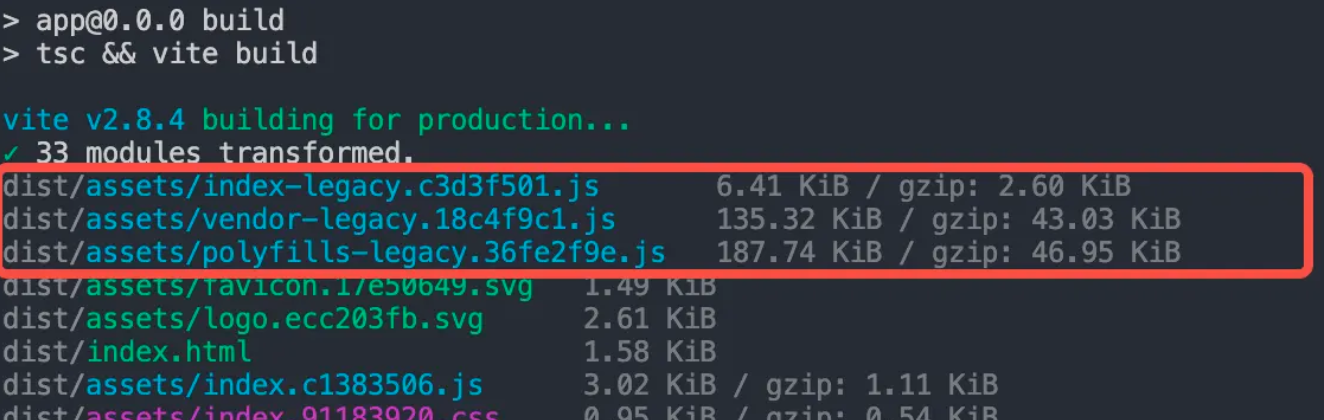 > app@0.0.0 build
> tsc && vite build
vite v2.8.4 building for production...
✓ 33 modules transformed.
dist/assets/index-legacy.c3d3f501.js 6.41 KiB / gzip: 2.60 KiB
dist/assets/vendor-legacy.18c4f9c1.js 135.32 KiB / gzip: 43.03 KiB
dist/assets/polyfills-legacy.36fe2f9e.js 187.74 KiB / gzip: 46.95 KiB
dist/assets/favicon.17e50649.svg 1.49 KiB
dist/assets/logo.ecc203fb.svg 2.61 KiB
dist/index.html 1.58 KiB
dist/assets/index.c1383506.js 3.02 KiB / gzip: 1.11 KiB
dist/assets/index.91183920.css 0.95 KiB / gzip: 0.54 KiB